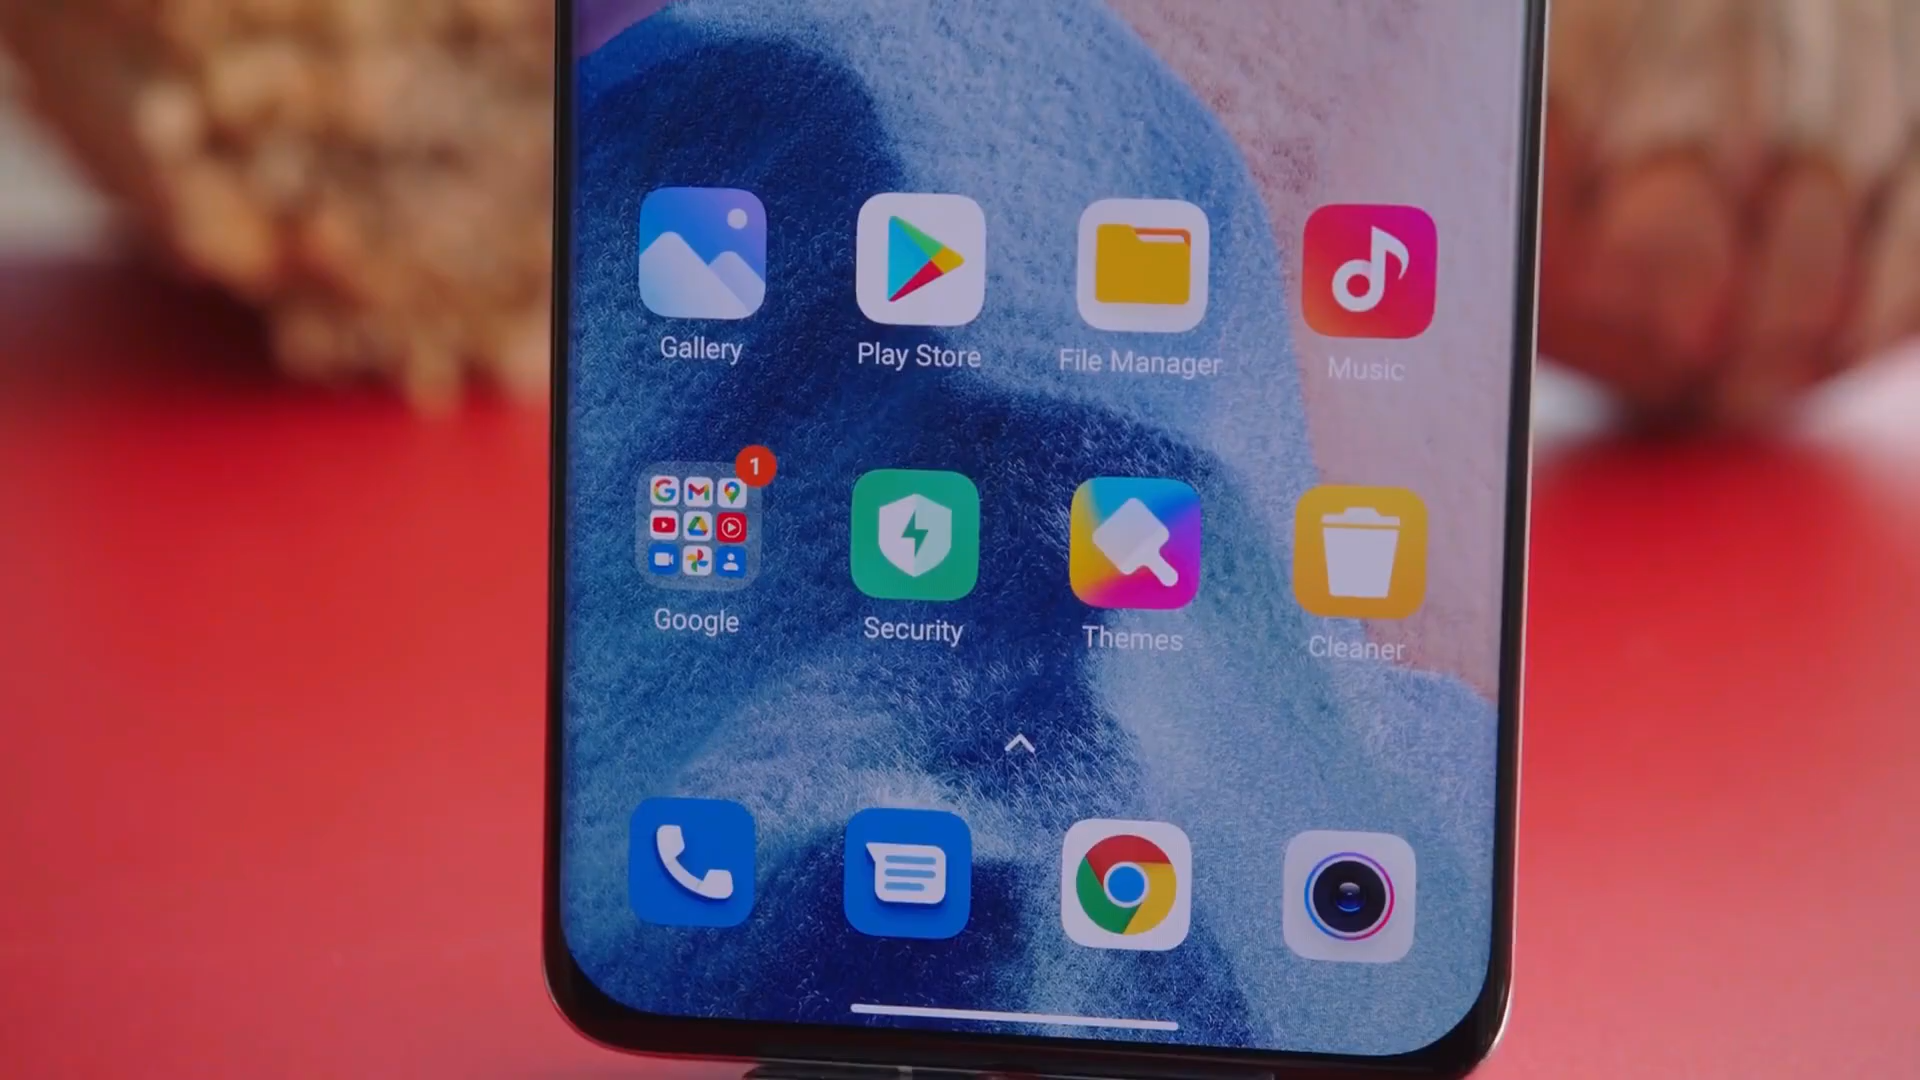 Gallery
Play Store
File Manager
Music
1
Google
Security
Themes
Cleaner